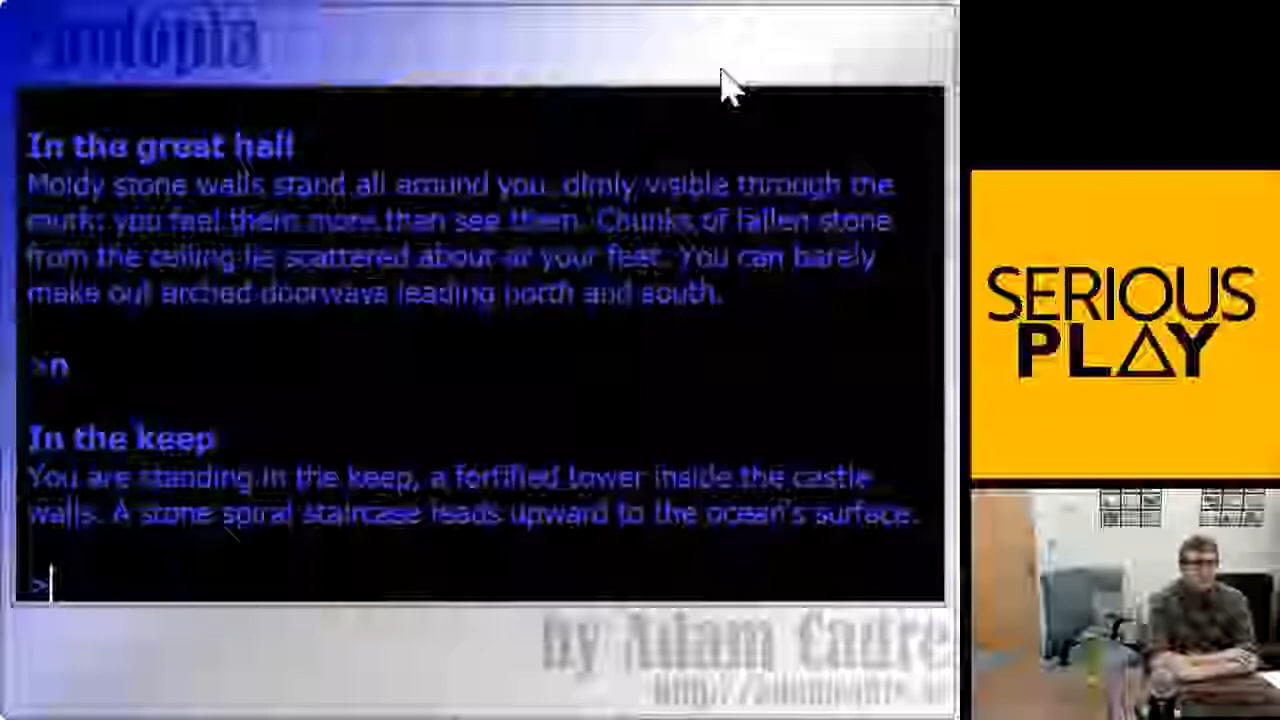 In the great hall
Moldy stone walls stand all around you, dimly visible through the
murk: you feel them more than see them. Chunks of fallen stone
from the ceiling lie scattered about at your feet. You can barely
make out arched doorways leading north and south.
>n
In the keep
You are standing in the keep, a fortified tower inside the castle
walls. A stone spiral staircase leads upward to the ocean's surface.
>
by Adam Cadre
SERIOUS
PLAY